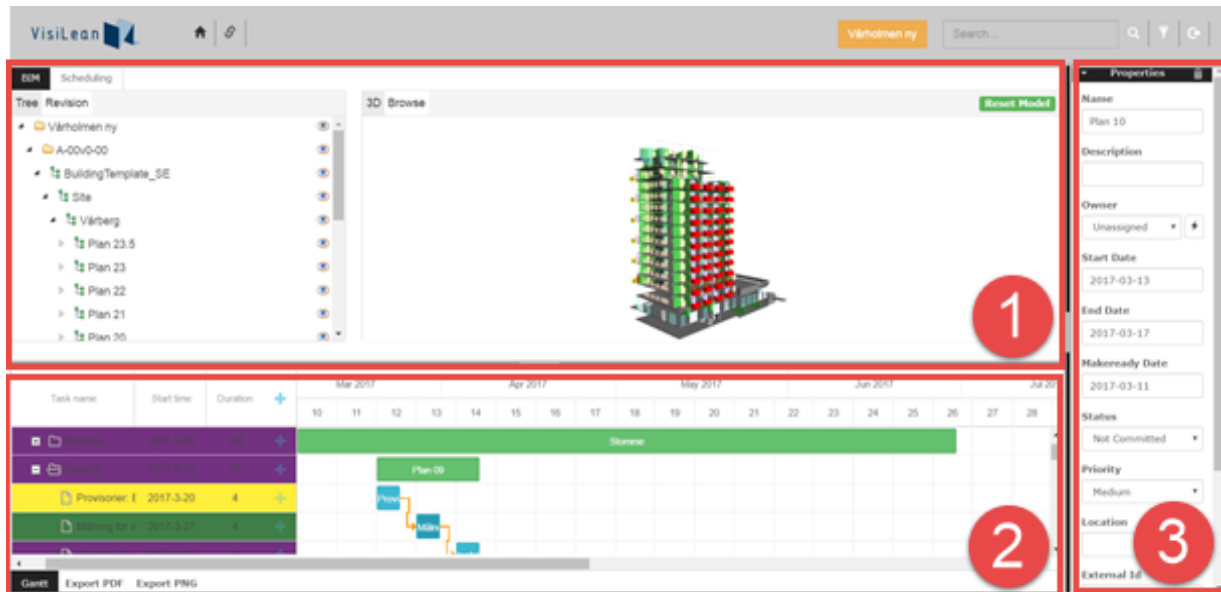 VisiLean
Vårholmen ny
Search...
BIM Scheduling
Tree Revision
3D Browse
Reset Model
Vårholmen ny
A-00v0-00
BuildingTemplate_SE
Site
Vårberg
Plan 23.5
Plan 23
Plan 22
Plan 21
Plan 20
1
Task name Start time Duration
Mar 2017 Apr 2017 May 2017 Jun 2017
10 11 12 13 14 15 16 17 18 19 20 21 22 23 24 25 26 27 28
Stomme
Plan 09
Provisoner: 2017-3-20 4
Målning för 2017-3-27 4
2
Gantt Export PDF Export PNG
Properties
Name
Plan 10
Description
Owner
Unassigned
Start Date
2017-03-13
End Date
2017-03-17
Makeready Date
2017-03-11
Status
Not Committed
Priority
Medium
Location
3
External Id